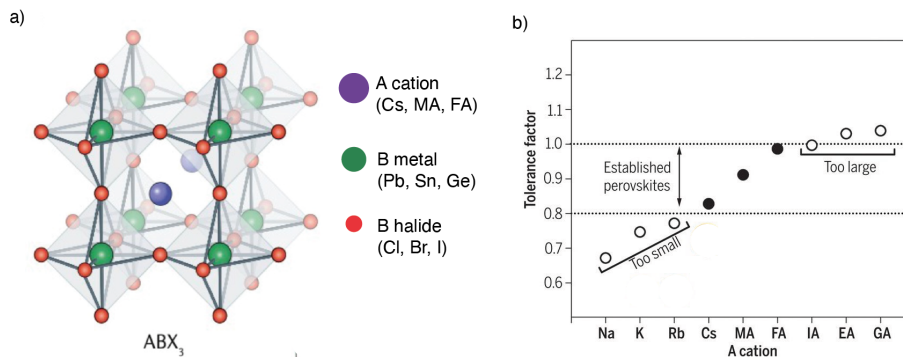 a)
A cation
(Cs, MA, FA)
B metal
(Pb, Sn, Ge)
B halide
(Cl, Br, I)
ABX3
b)
Tolerance factor
1.2
1.1
1.0
0.9
0.8
0.7
0.6
Established
perovskites
Too large
Too small
Na K Rb Cs MA FA IA EA GA
A cation